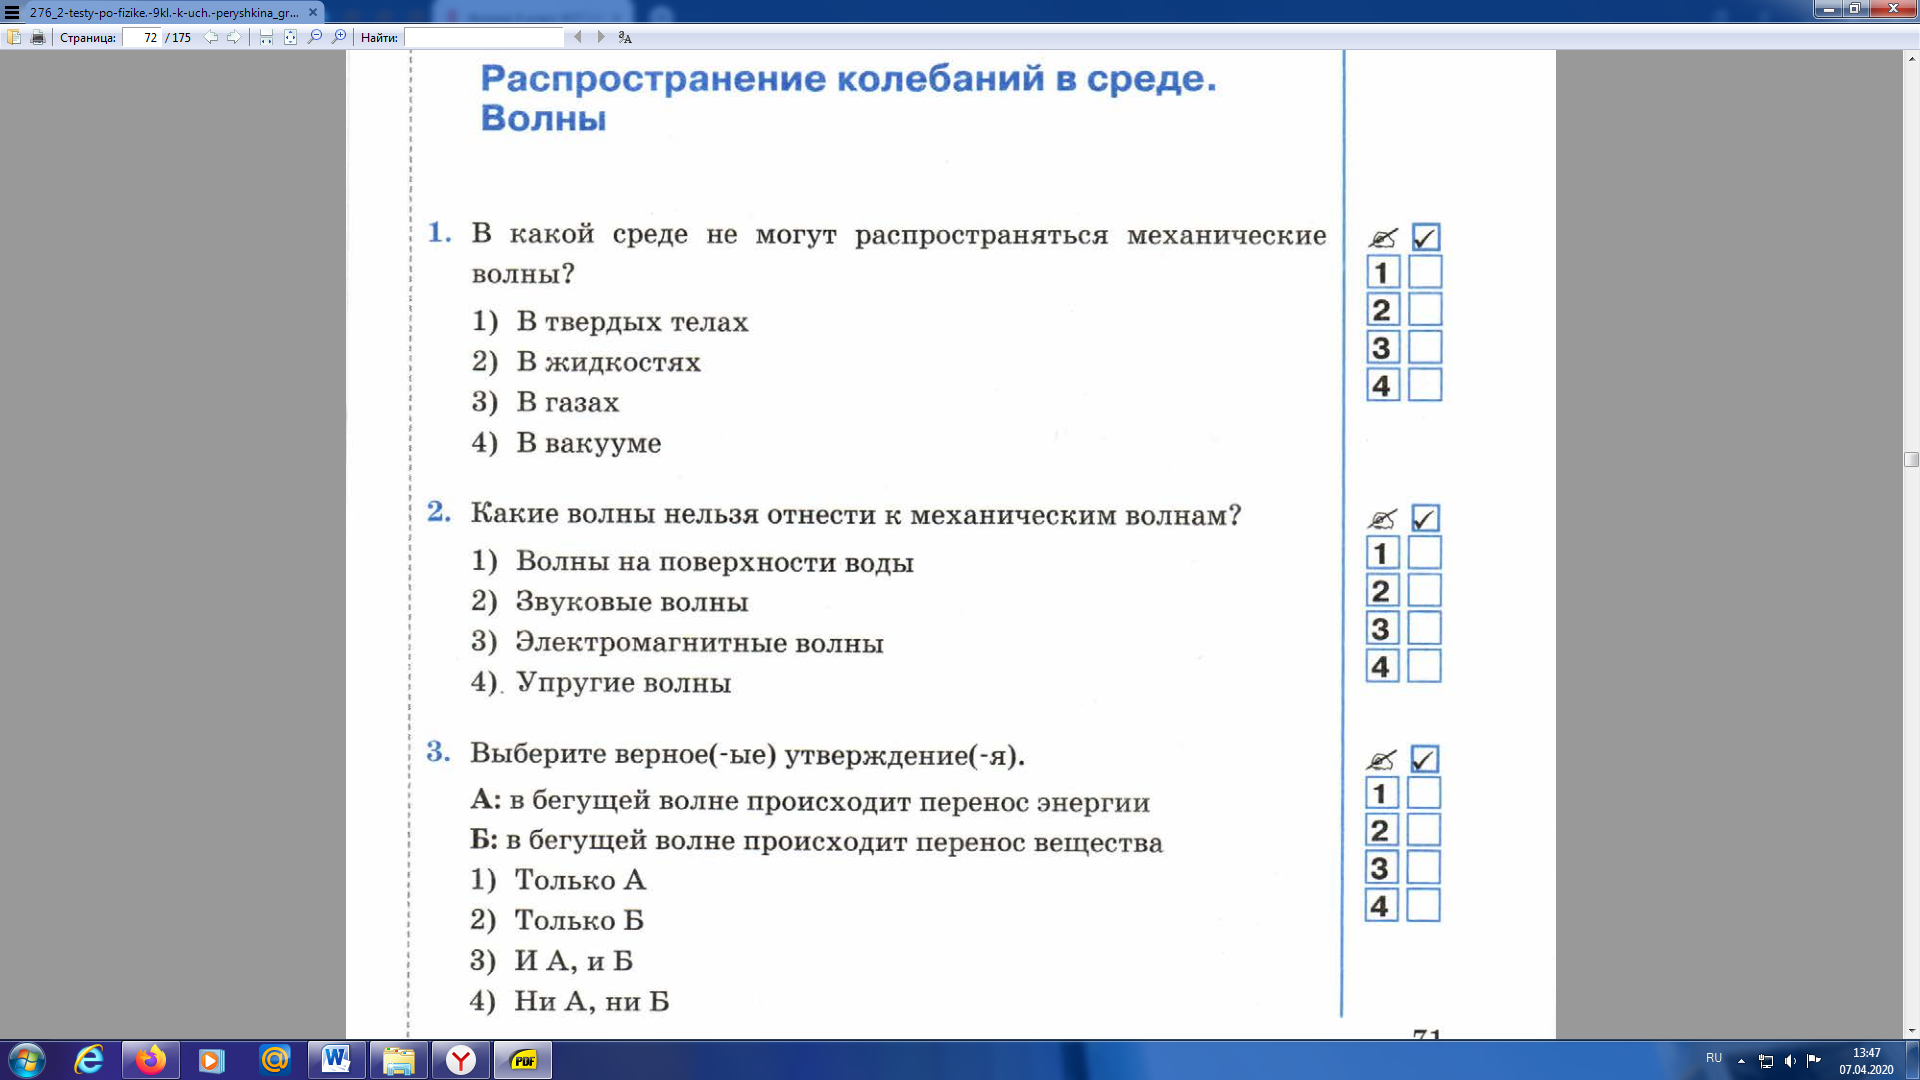 276_2-testy-po-fizike.-9kl.-k-uch.-peryshkina_gr...
Страница: 72 / 175 Найти:
Распространение колебаний в среде.
Волны
1. В какой среде не могут распространяться механические
волны?
1) В твердых телах
2) В жидкостях
3) В газах
4) В вакууме
1
2
3
4
2. Какие волны нельзя отнести к механическим волнам?
1) Волны на поверхности воды
2) Звуковые волны
3) Электромагнитные волны
4) Упругие волны
1
2
3
4
3. Выберите верное(-ые) утверждение(-я).
А: в бегущей волне происходит перенос энергии
Б: в бегущей волне происходит перенос вещества
1) Только А
2) Только Б
3) И А, и Б
4) Ни А, ни Б
1
2
3
4
71
PDF
RU
13:47
07.04.2020